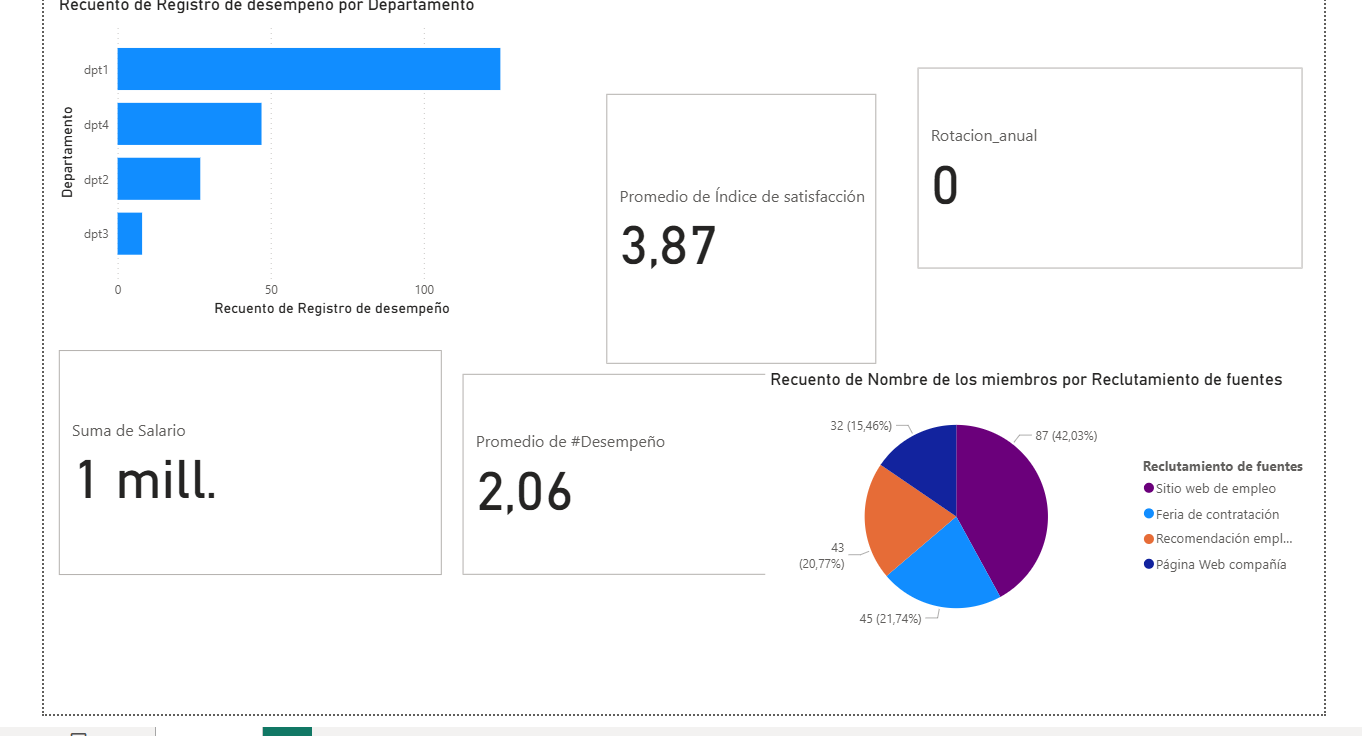 Recuento de Registro de desempeño por Departamento
dpt1
dpt4
dpt2
dpt3
Departamento
0
50
100
Recuento de Registro de desempeño
Promedio de Índice de satisfacción
3,87
Rotacion_anual
0
Suma de Salario
1 mill.
Promedio de #Desempeño
2,06
Recuento de Nombre de los miembros por Reclutamiento de fuentes
32 (15,46%)
87 (42,03%)
43
(20,77%)
45 (21,74%)
Reclutamiento de fuentes
Sitio web de empleo
Feria de contratación
Recomendación empl...
Página Web compañía